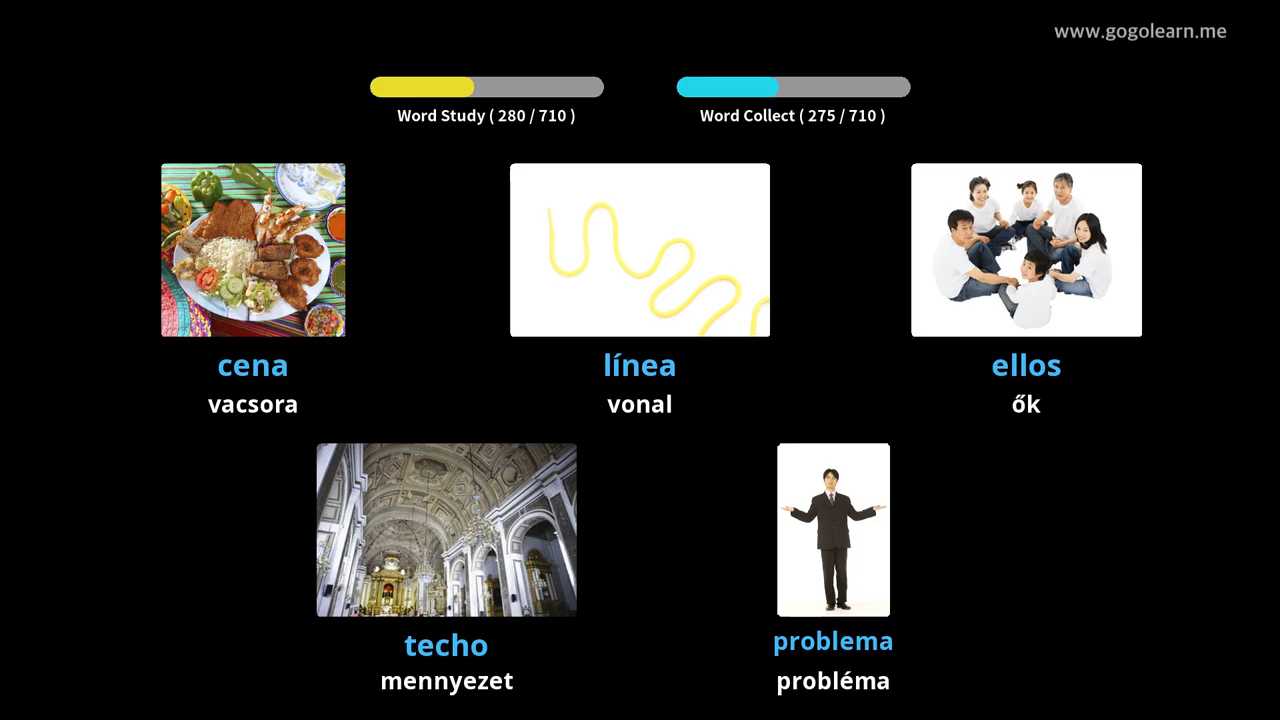 www.gogolearn.me
Word Study ( 280 / 710 )
Word Collect ( 275 / 710 )
cena
vacsora
línea
vonal
ellos
ők
techo
mennyezet
problema
probléma